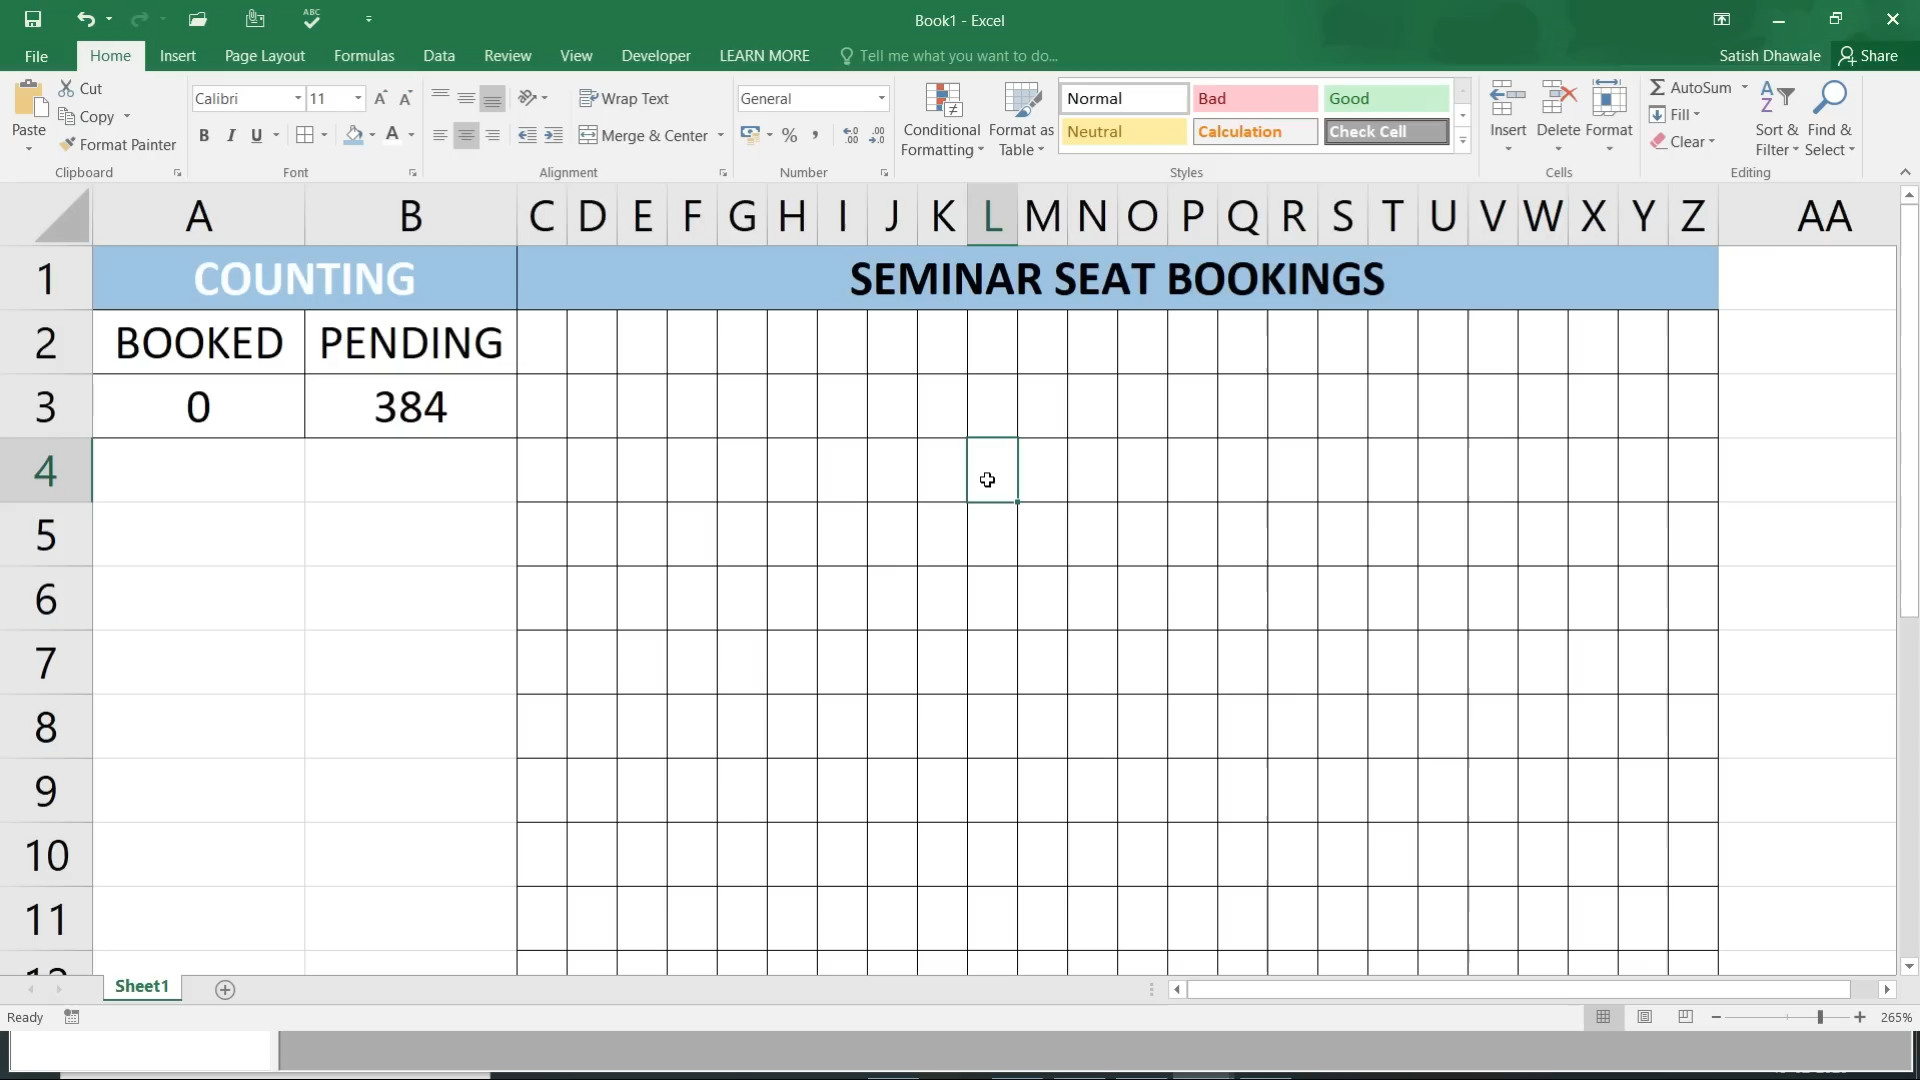 ABC
Book1 - Excel
File Home Insert Page Layout Formulas Data Review View Developer LEARN MORE Tell me what you want to do... Satish Dhawale Share
Paste Cut Copy Format Painter
Clipboard
Calibri 11
B I U A
Font
Wrap Text
Merge & Center
Alignment
General
%
Number
Conditional Formatting Format as Table
Normal Bad Good
Neutral Calculation Check Cell
Styles
Insert Delete Format
Cells
AutoSum
Fill
Clear
Sort & Filter Find & Select
Editing
A B C D E F G H I J K L M N O P Q R S T U V W X Y Z AA
1 COUNTING SEMINAR SEAT BOOKINGS
2 BOOKED PENDING
3 0 384
4
5
6
7
8
9
10
11
12
Sheet1
Ready 265%